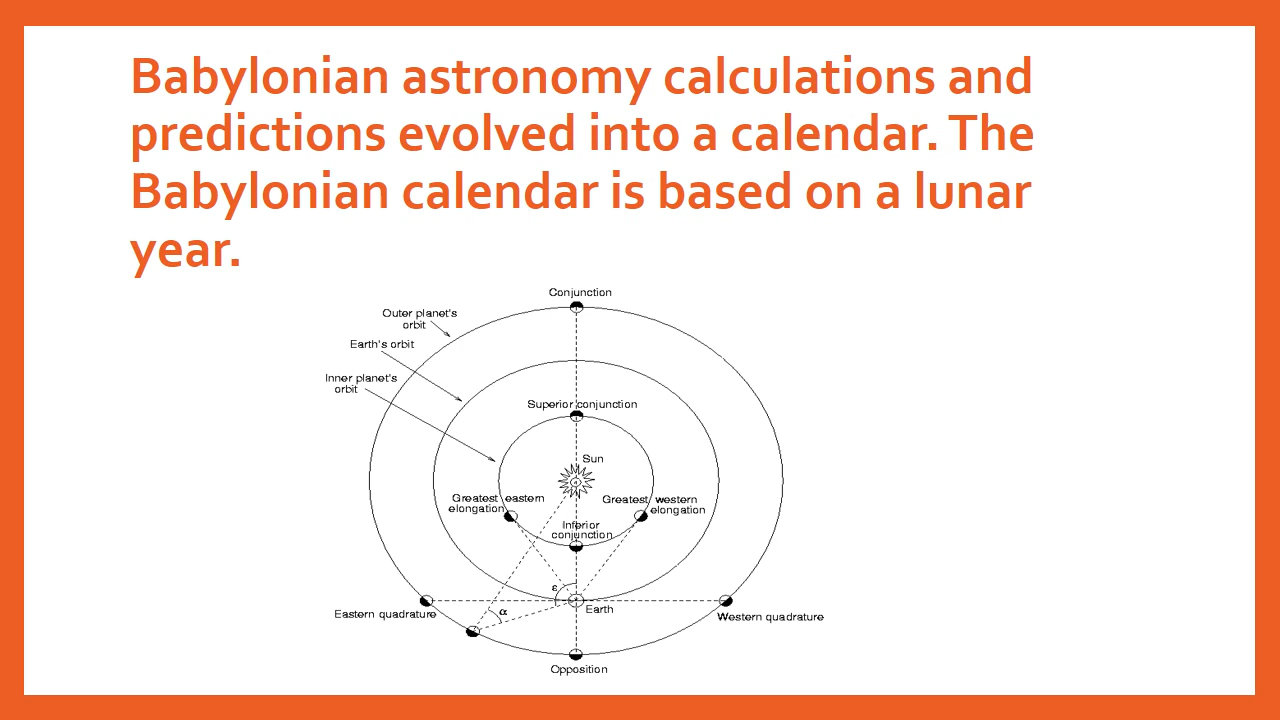 Babylonian astronomy calculations and
predictions evolved into a calendar. The
Babylonian calendar is based on a lunar
year.
Conjunction
Outer planet's
orbit
Earth's orbit
Inner planet's
orbit
Superior conjunction
Sun
Greatest eastern
elongation
Greatest western
elongation
Inferior
conjunction
ε
Earth
α
Eastern quadrature
Western quadrature
Opposition